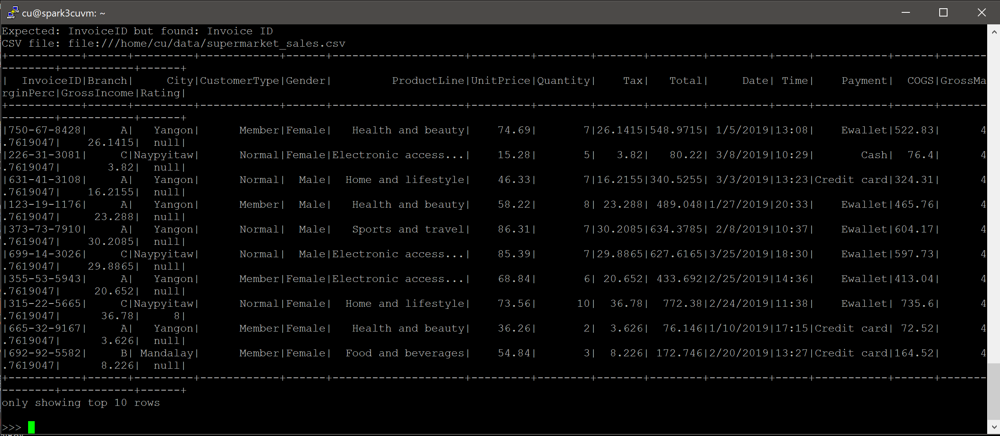 cu@spark3cuvm: ~
Expected: InvoiceID but found: Invoice ID
CSV file: file:///home/cu/data/supermarket_sales.csv
+-----------+------+---------+------------+------+--------------------+---------+--------+-------+--------+---------+-----+-----------+------+-------
--------+-----------+------+
|  InvoiceID|Branch|     City|CustomerType|Gender|         ProductLine|UnitPrice|Quantity|    Tax|   Total|     Date| Time|    Payment|  COGS|GrossMa
rginPerc|GrossIncome|Rating|
+-----------+------+---------+------------+------+--------------------+---------+--------+-------+--------+---------+-----+-----------+------+-------
--------+-----------+------+
|750-67-8428|     A|   Yangon|      Member|Female|   Health and beauty|    74.69|       7|26.1415|548.9715| 1/5/2019|13:08|    Ewallet|522.83|      4
.7619047|    26.1415|  null|
|226-31-3081|     C|Naypyitaw|      Normal|Female|Electronic access...|    15.28|       5|   3.82|   80.22| 3/8/2019|10:29|       Cash|  76.4|      4
.7619047|       3.82|  null|
|631-41-3108|     A|   Yangon|      Normal|  Male|  Home and lifestyle|    46.33|       7|16.2155|340.5255| 3/3/2019|13:23|Credit card|324.31|      4
.7619047|    16.2155|  null|
|123-19-1176|     A|   Yangon|      Member|  Male|   Health and beauty|    58.22|       8| 23.288| 489.048|1/27/2019|20:33|    Ewallet|465.76|      4
.7619047|     23.288|  null|
|373-73-7910|     A|   Yangon|      Normal|  Male|   Sports and travel|    86.31|       7|30.2085|634.3785| 2/8/2019|10:37|    Ewallet|604.17|      4
.7619047|    30.2085|  null|
|699-14-3026|     C|Naypyitaw|      Normal|  Male|Electronic access...|    85.39|       7|29.8865|627.6165|3/25/2019|18:30|    Ewallet|597.73|      4
.7619047|    29.8865|  null|
|355-53-5943|     A|   Yangon|      Member|Female|Electronic access...|    68.84|       6| 20.652| 433.692|2/25/2019|14:36|    Ewallet|413.04|      4
.7619047|     20.652|  null|
|315-22-5665|     C|Naypyitaw|      Normal|Female|  Home and lifestyle|    73.56|      10|  36.78|  772.38|2/24/2019|11:38|    Ewallet| 735.6|      4
.7619047|      36.78|     8|
|665-32-9167|     A|   Yangon|      Member|Female|   Health and beauty|    36.26|       2|  3.626|  76.146|1/10/2019|17:15|Credit card| 72.52|      4
.7619047|      3.626|  null|
|692-92-5582|     B| Mandalay|      Member|Female|  Food and beverages|    54.84|       3|  8.226| 172.746|2/20/2019|13:27|Credit card|164.52|      4
.7619047|      8.226|  null|
+-----------+------+---------+------------+------+--------------------+---------+--------+-------+--------+---------+-----+-----------+------+-------
--------+-----------+------+
only showing top 10 rows
>>>